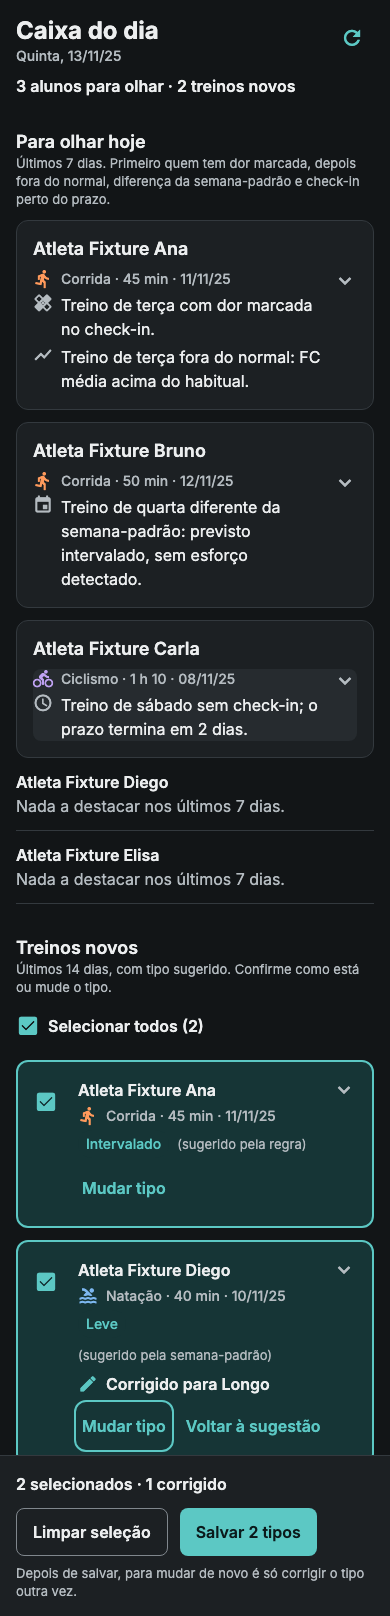 Caixa do dia
Quinta, 13/11/25
3 alunos para olhar · 2 treinos novos
Para olhar hoje
Últimos 7 dias. Primeiro quem tem dor marcada, depois
fora do normal, diferença da semana-padrão e check-in
perto do prazo.
Atleta Fixture Ana
Corrida · 45 min · 11/11/25
Treino de terça com dor marcada
no check-in.
Treino de terça fora do normal: FC
média acima do habitual.
Atleta Fixture Bruno
Corrida · 50 min · 12/11/25
Treino de quarta diferente da
semana-padrão: previsto
intervalado, sem esforço
detectado.
Atleta Fixture Carla
Ciclismo · 1 h 10 · 08/11/25
Treino de sábado sem check-in; o
prazo termina em 2 dias.
Atleta Fixture Diego
Nada a destacar nos últimos 7 dias.
Atleta Fixture Elisa
Nada a destacar nos últimos 7 dias.
Treinos novos
Últimos 14 dias, com tipo sugerido. Confirme como está
ou mude o tipo.
Selecionar todos (2)
Atleta Fixture Ana
Corrida · 45 min · 11/11/25
Intervalado (sugerido pela regra)
Mudar tipo
Atleta Fixture Diego
Natação · 40 min · 10/11/25
Leve
(sugerido pela semana-padrão)
Corrigido para Longo
Mudar tipo Voltar à sugestão
2 selecionados · 1 corrigido
Limpar seleção Salvar 2 tipos
Depois de salvar, para mudar de novo é só corrigir o tipo
outra vez.